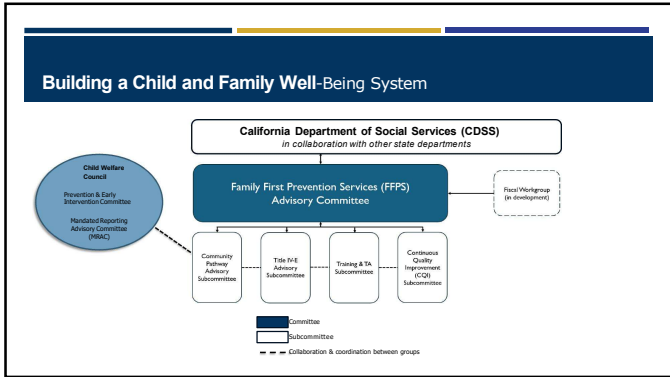 Building a Child and Family Well-Being System
California Department of Social Services (CDSS)
in collaboration with other state departments
Child Welfare
Council
Prevention & Early
Intervention Committee
Mandated Reporting
Advisory Committee
(MRAC)
Family First Prevention Services (FFPS)
Advisory Committee
Fiscal Workgroup
(in development)
Community
Pathway
Advisory
Subcommittee
Title IV-E
Advisory
Subcommittee
Training & TA
Subcommittee
Continuous
Quality
Improvement
(CQI)
Subcommittee
Committee
Subcommittee
Collaboration & coordination between groups